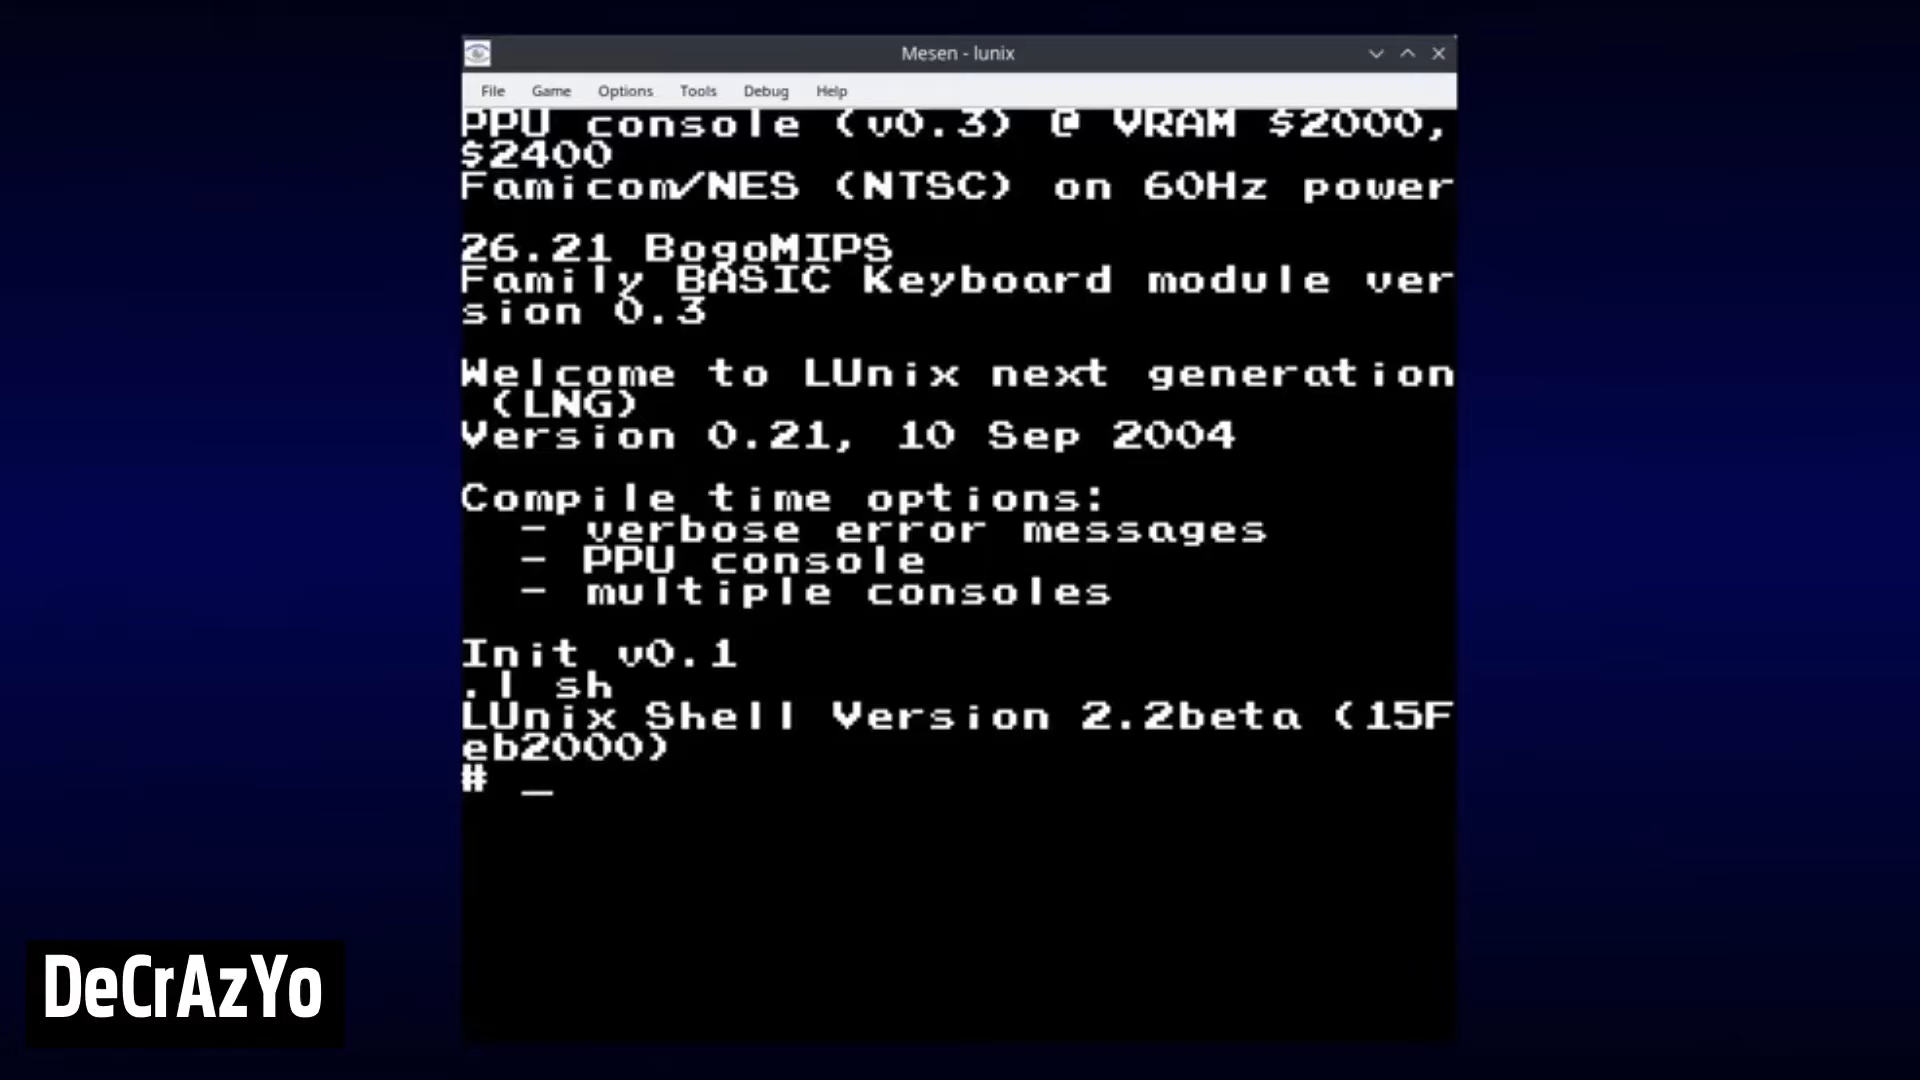 Mesen - lunix
File Game Options Tools Debug Help
PPU console (v0.3) @ VRAM $2000,
$2400
Famicom/NES (NTSC) on 60Hz power
26.21 BogoMIPS
Family BASIC Keyboard module ver
sion 0.3
Welcome to LUnix next generation
(LNG)
Version 0.21, 10 Sep 2004
Compile time options:
- verbose error messages
- PPU console
- multiple consoles
Init v0.1
.| sh
LUnix Shell Version 2.2beta (15F
eb2000)
# _
DeCrAzYo